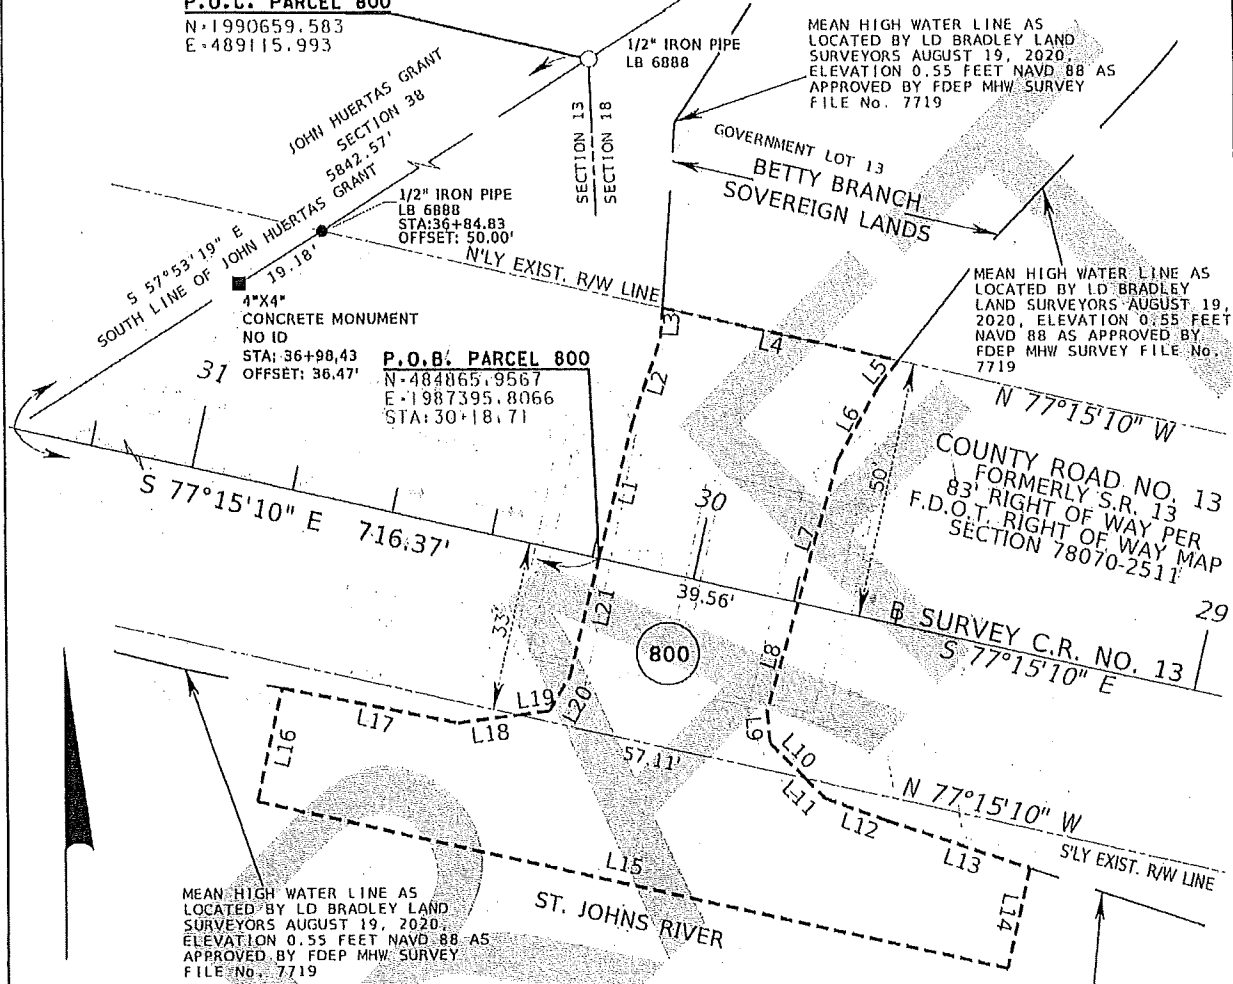 P.O.C. PARCEL 800
N=1990659.583
E=489115.993
1/2" IRON PIPE
LB 6888
MEAN HIGH WATER LINE AS
LOCATED BY LD BRADLEY LAND
SURVEYORS AUGUST 19, 2020,
ELEVATION 0.55 FEET NAVD 88 AS
APPROVED BY FDEP MHW SURVEY
FILE No. 7719
JOHN HUERTAS GRANT
SECTION 38
5842.57'
SECTION 13
SECTION 18
GOVERNMENT LOT 13
BETTY BRANCH
SOVEREIGN LANDS
S 57°53'19" E
SOUTH LINE OF JOHN HUERTAS GRANT
19.18'
1/2" IRON PIPE
LB 6888
STA:36+84.83
OFFSET: 50.00'
N'LY EXIST. R/W LINE
4"X4"
CONCRETE MONUMENT
NO ID
STA: 36+98.43
OFFSET: 36.47'
MEAN HIGH WATER LINE AS
LOCATED BY LD BRADLEY
LAND SURVEYORS AUGUST 19,
2020, ELEVATION 0.55 FEET
NAVD 88 AS APPROVED BY
FDEP MHW SURVEY FILE No.
7719
P.O.B. PARCEL 800
N=484865.9567
E=1987395.8066
STA:30+18.71
31
L3
L4
L5
L2
L6
N 77°15'10" W
COUNTY ROAD NO. 13
FORMERLY S.R. 13
83' RIGHT OF WAY PER
F.D.O.T. RIGHT OF WAY MAP
SECTION 78070-2511
50'
S 77°15'10" E 716.37'
L1
30
L7
39.56'
33'
L21
800
L8
B SURVEY C.R. NO. 13
S 77°15'10" E
29
L16
L17
L18
L19
L20
57.11'
L9
L10
L11
L12
L13
N 77°15'10" W
S'LY EXIST. R/W LINE
L14
L15
ST. JOHNS RIVER
MEAN HIGH WATER LINE AS
LOCATED BY LD BRADLEY LAND
SURVEYORS AUGUST 19, 2020,
ELEVATION 0.55 FEET NAVD 88 AS
APPROVED BY FDEP MHW SURVEY
FILE No. 7719